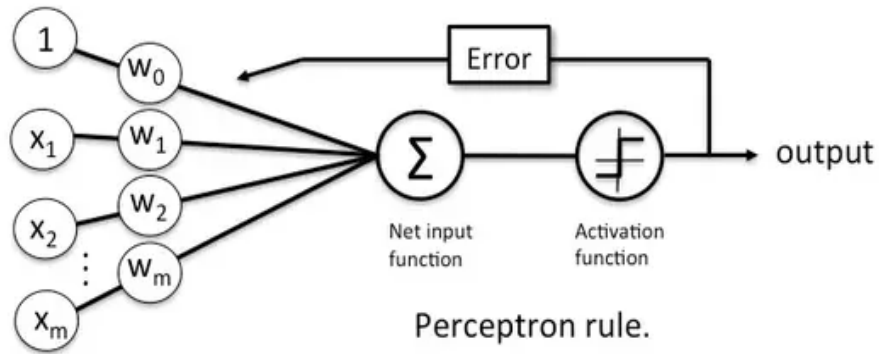 1
w₀
Error
x₁
w₁
Σ
output
x₂
w₂
Net input
function
Activation
function
⋮
wₘ
xₘ
Perceptron rule.